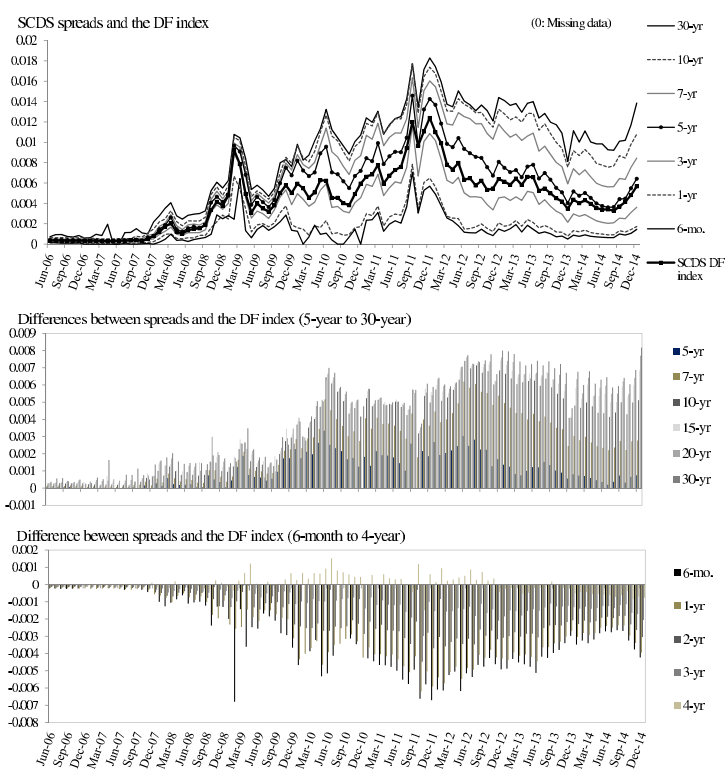 SCDS spreads and the DF index
(0: Missing data)
0.02
0.018
0.016
0.014
0.012
0.01
0.008
0.006
0.004
0.002
0
Jun-06
Sep-06
Dec-06
Mar-07
Jun-07
Sep-07
Dec-07
Mar-08
Jun-08
Sep-08
Dec-08
Mar-09
Jun-09
Sep-09
Dec-09
Mar-10
Jun-10
Sep-10
Dec-10
Mar-11
Jun-11
Sep-11
Dec-11
Mar-12
Jun-12
Sep-12
Dec-12
Mar-13
Jun-13
Sep-13
Dec-13
Mar-14
Jun-14
Sep-14
Dec-14
30-yr
10-yr
7-yr
5-yr
3-yr
1-yr
6-mo.
SCDS DF
index
Differences between spreads and the DF index (5-year to 30-year)
0.009
0.008
0.007
0.006
0.005
0.004
0.003
0.002
0.001
0
-0.001
5-yr
7-yr
10-yr
15-yr
20-yr
30-yr
Difference beween spreads and the DF index (6-month to 4-year)
0.002
0.001
0
-0.001
-0.002
-0.003
-0.004
-0.005
-0.006
-0.007
-0.008
Jun-06
Sep-06
Dec-06
Mar-07
Jun-07
Sep-07
Dec-07
Mar-08
Jun-08
Sep-08
Dec-08
Mar-09
Jun-09
Sep-09
Dec-09
Mar-10
Jun-10
Sep-10
Dec-10
Mar-11
Jun-11
Sep-11
Dec-11
Mar-12
Jun-12
Sep-12
Dec-12
Mar-13
Jun-13
Sep-13
Dec-13
Mar-14
Jun-14
Sep-14
Dec-14
6-mo.
1-yr
2-yr
3-yr
4-yr